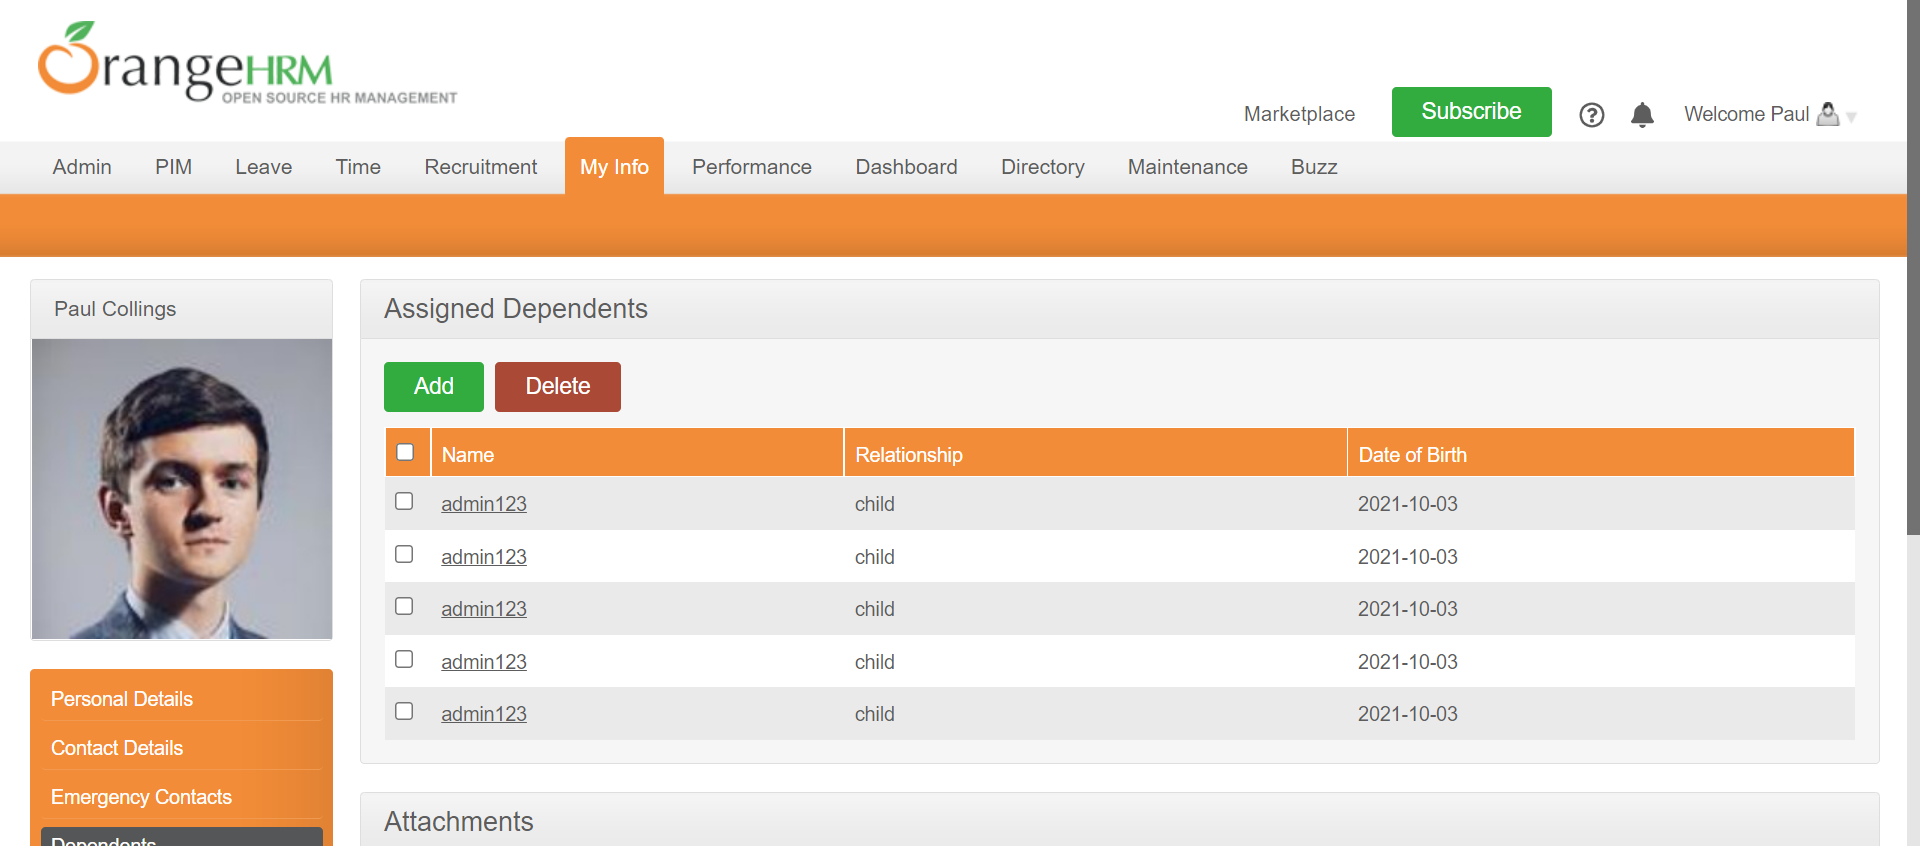 OrangeHRM
OPEN SOURCE HR MANAGEMENT
Marketplace
Subscribe
?
Welcome Paul
Admin PIM Leave Time Recruitment My Info Performance Dashboard Directory Maintenance Buzz
Paul Collings
Assigned Dependents
Add Delete
Name Relationship Date of Birth
admin123 child 2021-10-03
admin123 child 2021-10-03
admin123 child 2021-10-03
admin123 child 2021-10-03
admin123 child 2021-10-03
Personal Details
Contact Details
Emergency Contacts
Dependents
Attachments